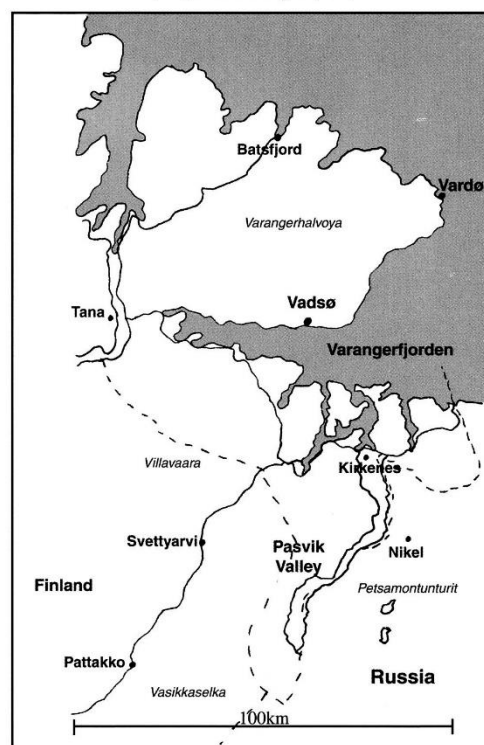 Batsfjord
Vardø
Varangerhalvoya
Tana
Vadsø
Varangerfjorden
Villavaara
Kirkenes
Svettyarvi
Pasvik
Valley
Nikel
Finland
Petsamontunturit
Pattakko
Russia
Vasikkaselka
100km